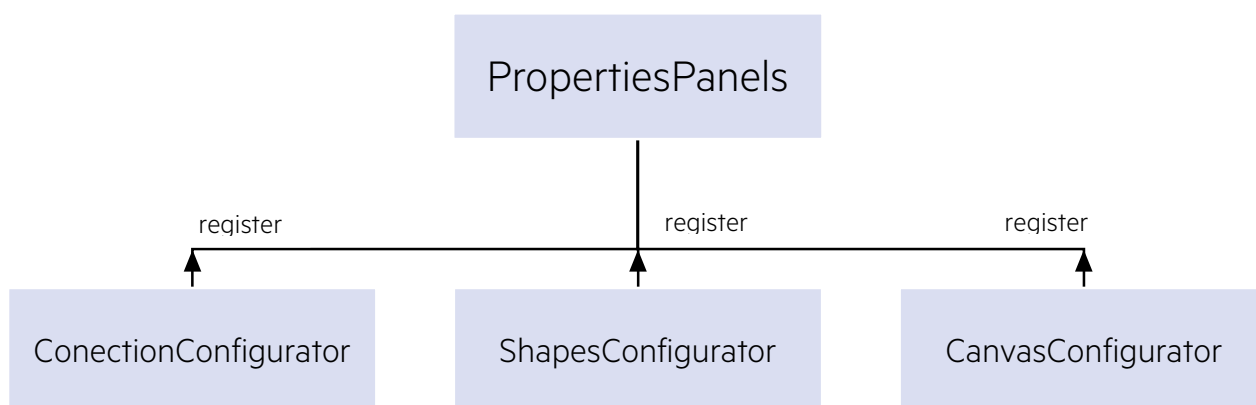 PropertiesPanels
register
register
register
ConectionConfigurator
ShapesConfigurator
CanvasConfigurator